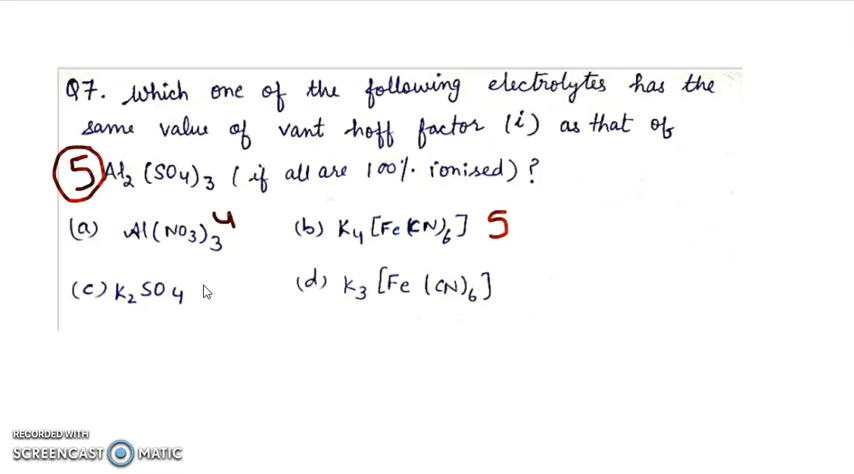 Q7. Which one of the following electrolytes has the
same value of vant hoff factor (i) as that of
5 Al2 (SO4)3 (if all are 100% ionised)?
(a) Al(NO3)3 4 (b) K4 [Fe(CN)6] 5
(c) K2SO4 (d) K3 [Fe (CN)6]
RECORDED WITH
SCREENCAST MATIC